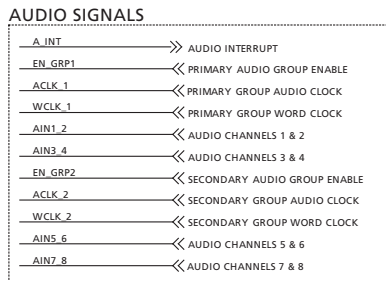 AUDIO SIGNALS
A_INT AUDIO INTERRUPT
EN_GRP1 PRIMARY AUDIO GROUP ENABLE
ACLK_1 PRIMARY GROUP AUDIO CLOCK
WCLK_1 PRIMARY GROUP WORD CLOCK
AIN1_2 AUDIO CHANNELS 1 & 2
AIN3_4 AUDIO CHANNELS 3 & 4
EN_GRP2 SECONDARY AUDIO GROUP ENABLE
ACLK_2 SECONDARY GROUP AUDIO CLOCK
WCLK_2 SECONDARY GROUP WORD CLOCK
AIN5_6 AUDIO CHANNELS 5 & 6
AIN7_8 AUDIO CHANNELS 7 & 8